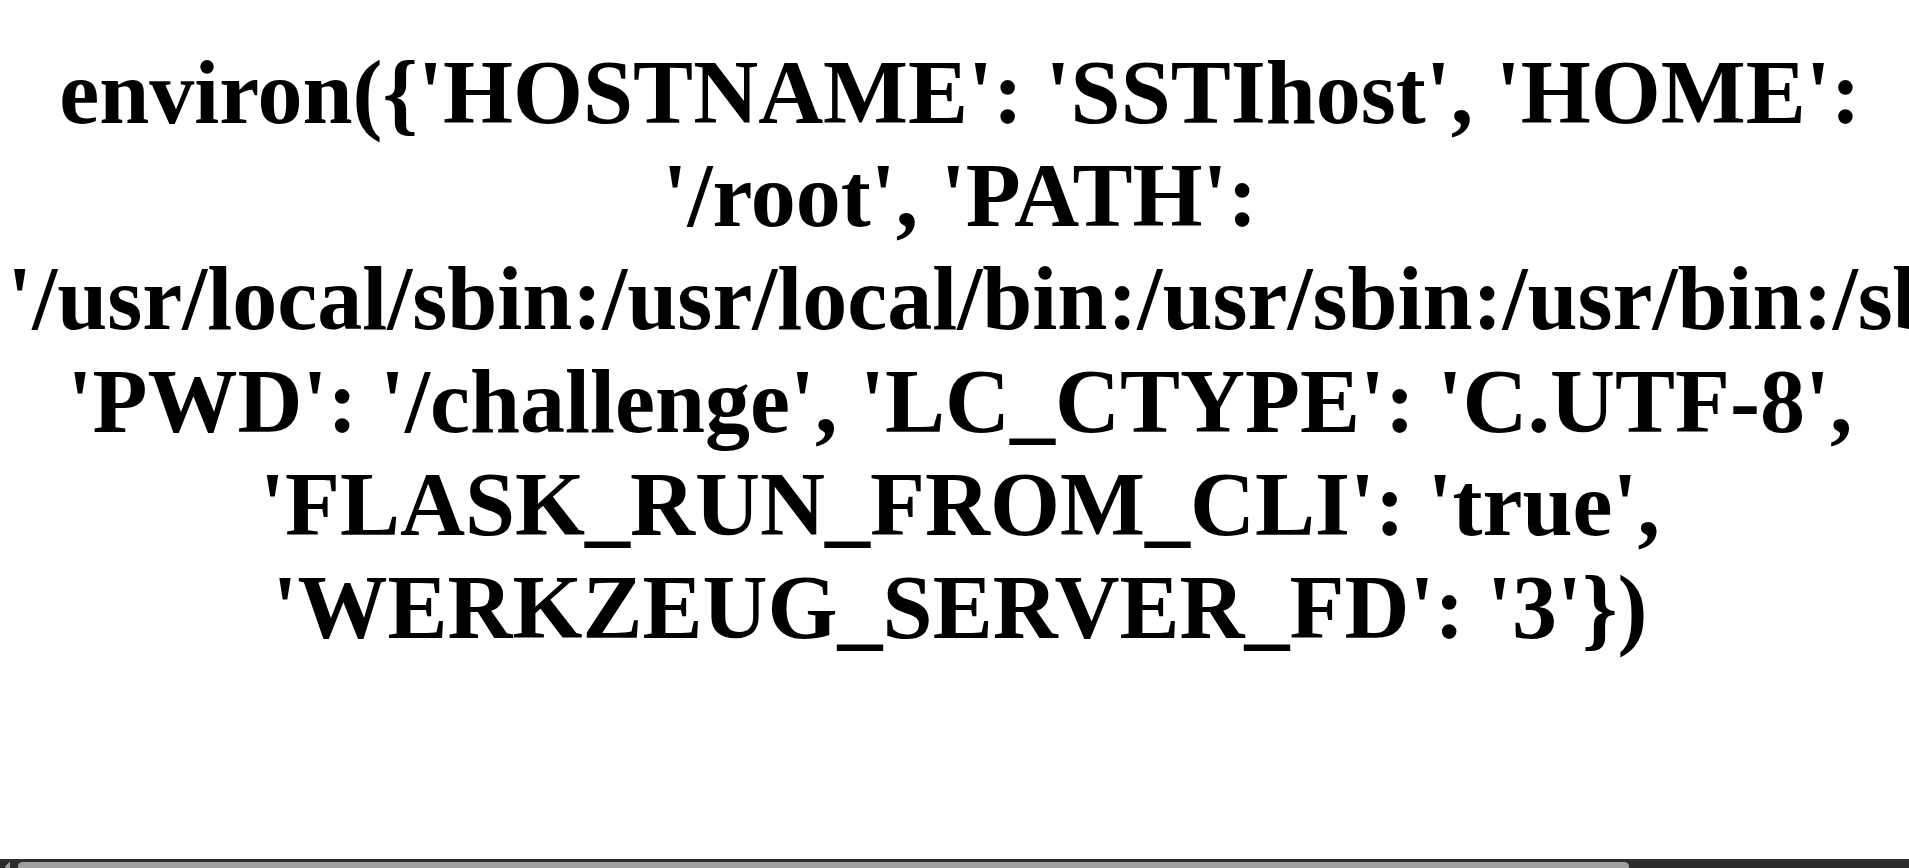 environ({'HOSTNAME': 'SSTIhost', 'HOME':
'/root', 'PATH':
'/usr/local/sbin:/usr/local/bin:/usr/sbin:/usr/bin:/sb
'PWD': '/challenge', 'LC_CTYPE': 'C.UTF-8',
'FLASK_RUN_FROM_CLI': 'true',
'WERKZEUG_SERVER_FD': '3'})